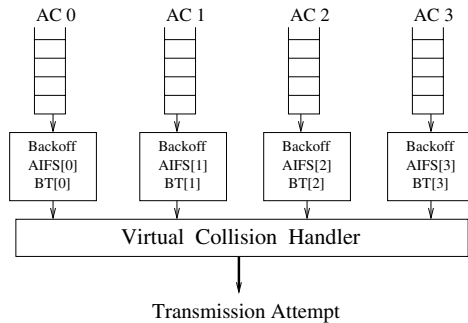 AC 0 AC 1 AC 2 AC 3
Backoff Backoff Backoff Backoff
AIFS[0] AIFS[1] AIFS[2] AIFS[3]
BT[0] BT[1] BT[2] BT[3]
Virtual Collision Handler
Transmission Attempt